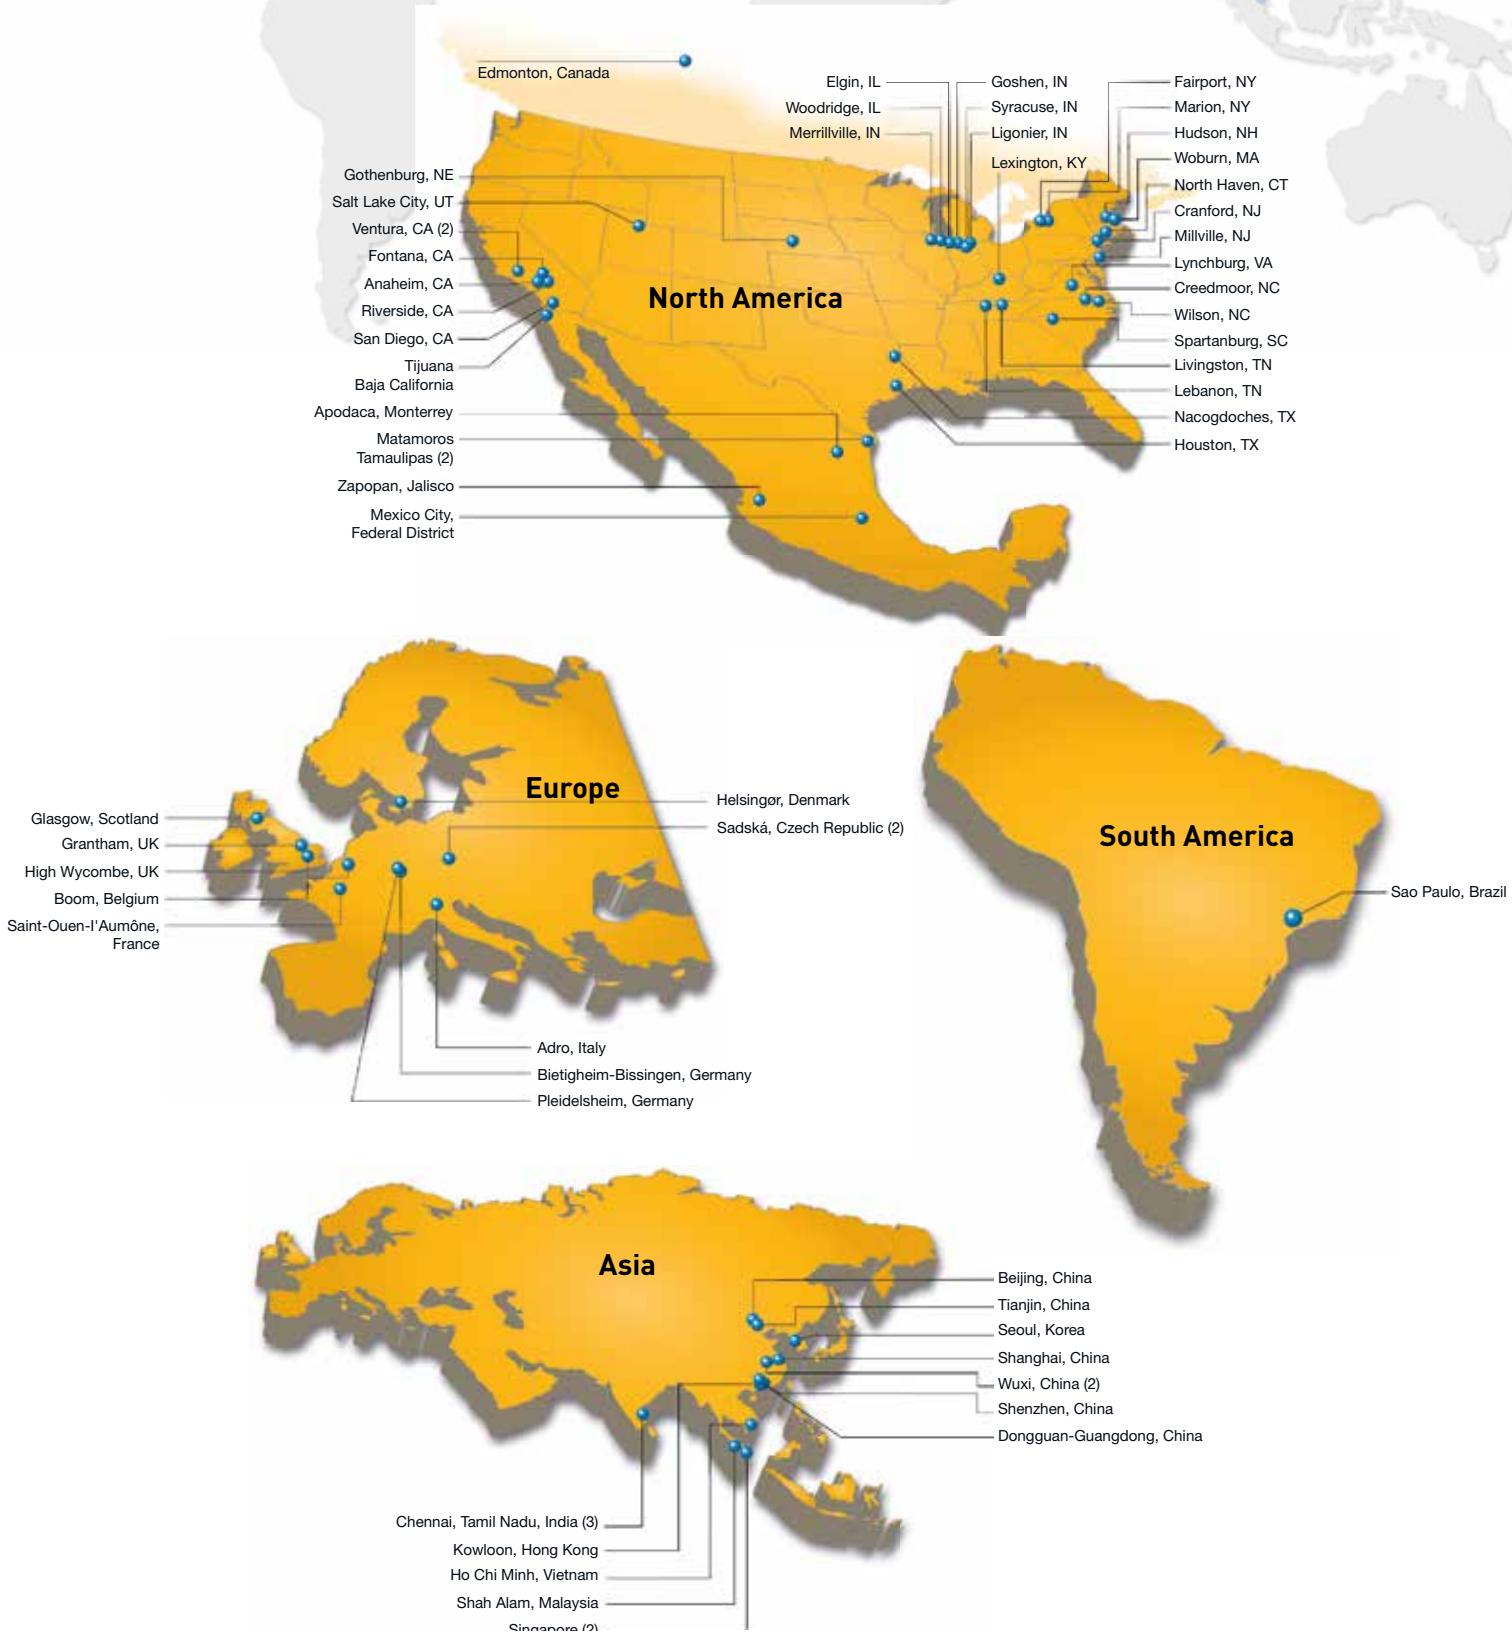 Edmonton, Canada
Elgin, IL
Woodridge, IL
Merrillville, IN
Goshen, IN
Syracuse, IN
Ligonier, IN
Lexington, KY
Fairport, NY
Marion, NY
Hudson, NH
Woburn, MA
North Haven, CT
Cranford, NJ
Millville, NJ
Lynchburg, VA
Creedmoor, NC
Wilson, NC
Spartanburg, SC
Livingston, TN
Lebanon, TN
Nacogdoches, TX
Houston, TX
Gothenburg, NE
Salt Lake City, UT
Ventura, CA (2)
Fontana, CA
Anaheim, CA
Riverside, CA
San Diego, CA
Tijuana
Baja California
Apodaca, Monterrey
Matamoros
Tamaulipas (2)
Zapopan, Jalisco
Mexico City,
Federal District
North America
Europe
Glasgow, Scotland
Grantham, UK
High Wycombe, UK
Boom, Belgium
Saint-Ouen-l'Aumône,
France
Helsingør, Denmark
Sadská, Czech Republic (2)
Adro, Italy
Bietigheim-Bissingen, Germany
Pleidelsheim, Germany
South America
Sao Paulo, Brazil
Asia
Beijing, China
Tianjin, China
Seoul, Korea
Shanghai, China
Wuxi, China (2)
Shenzhen, China
Dongguan-Guangdong, China
Chennai, Tamil Nadu, India (3)
Kowloon, Hong Kong
Ho Chi Minh, Vietnam
Shah Alam, Malaysia
Singapore (2)